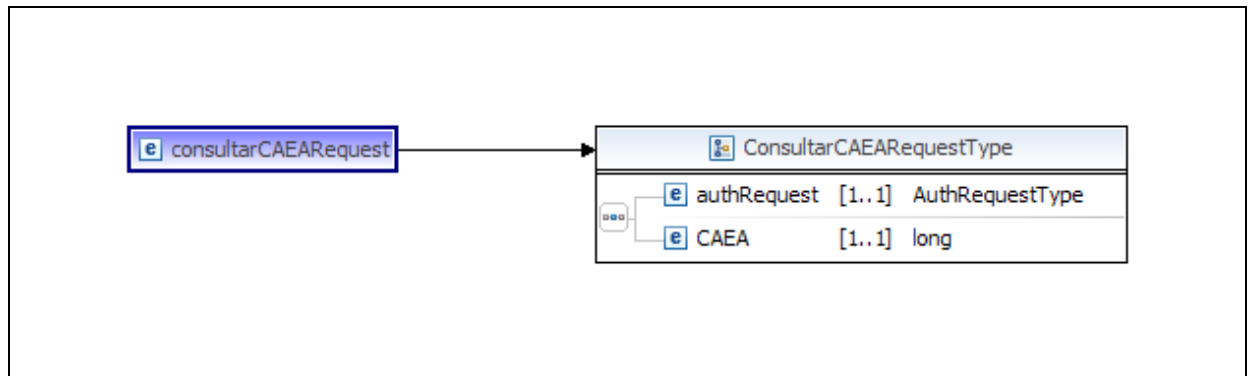 e consultarCAEARequest
ConsultarCAEARequestType
e authRequest [1..1] AuthRequestType
e CAEA [1..1] long